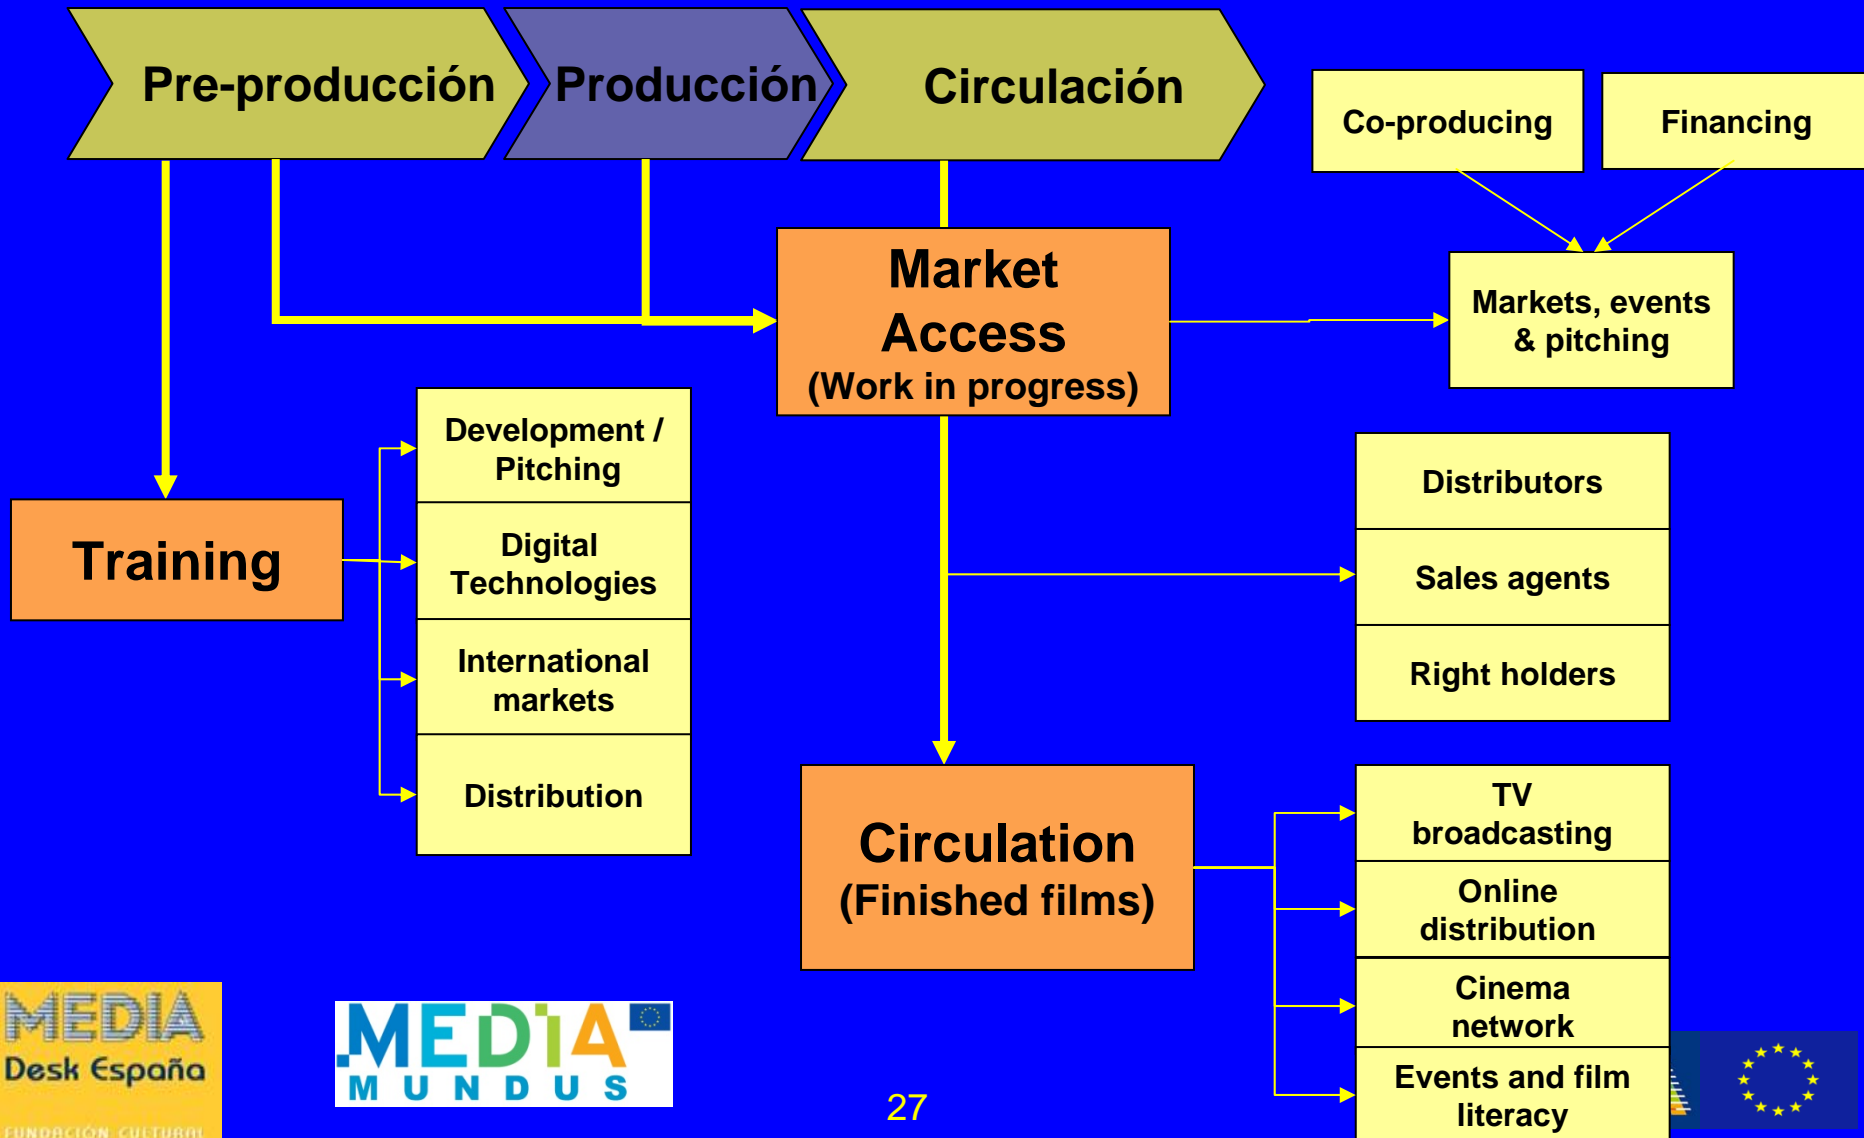 Pre-producción
Producción
Circulación
Co-producing
Financing
Market
Access
(Work in progress)
Markets, events
& pitching
Development /
Pitching
Digital
Technologies
International
markets
Distribution
Training
Distributors
Sales agents
Right holders
Circulation
(Finished films)
TV
broadcasting
Online
distribution
Cinema
network
Events and film
literacy
MEDIA
Desk España
FUNDACIÓN CULTURAL
MEDIA
MUNDUS
27